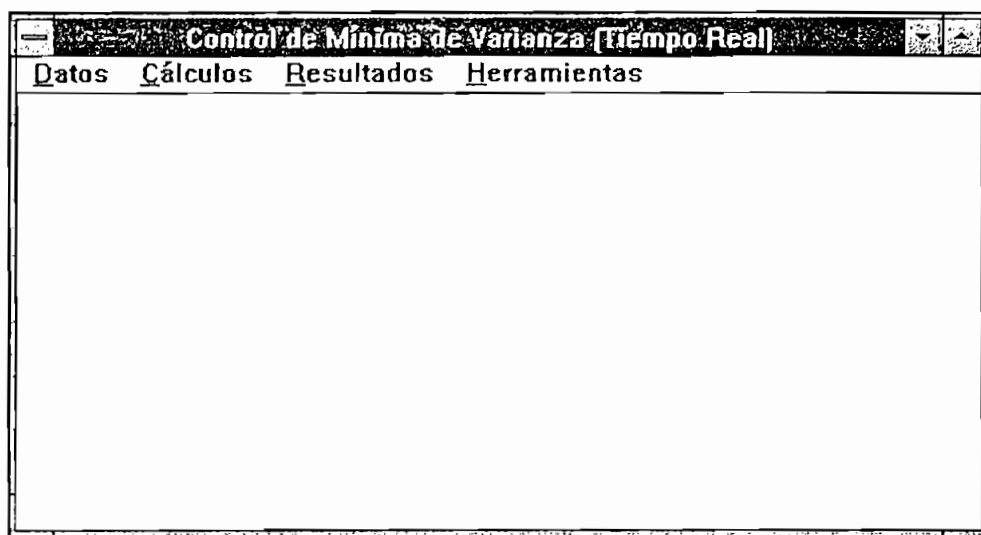 Control de Mínima de Varianza (Tiempo Real)
Datos Cálculos Resultados Herramientas